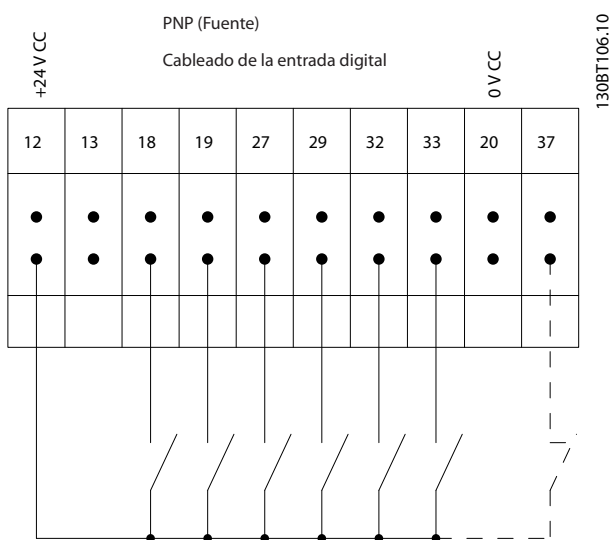 PNP (Fuente)
Cableado de la entrada digital
+24 V CC
0 V CC
130BT106.10
12 13 18 19 27 29 32 33 20 37